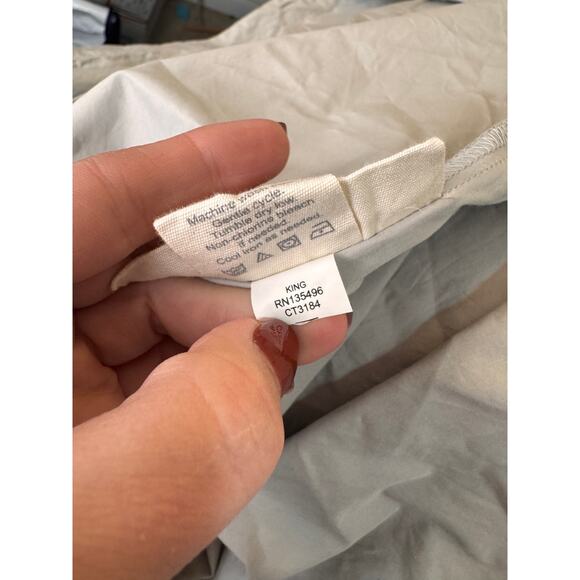 Machine wash
Gentle cycle.
Tumble dry low.
Non-chlorine bleach
if needed.
Cool iron as needed
KING
RN135496
CT3184